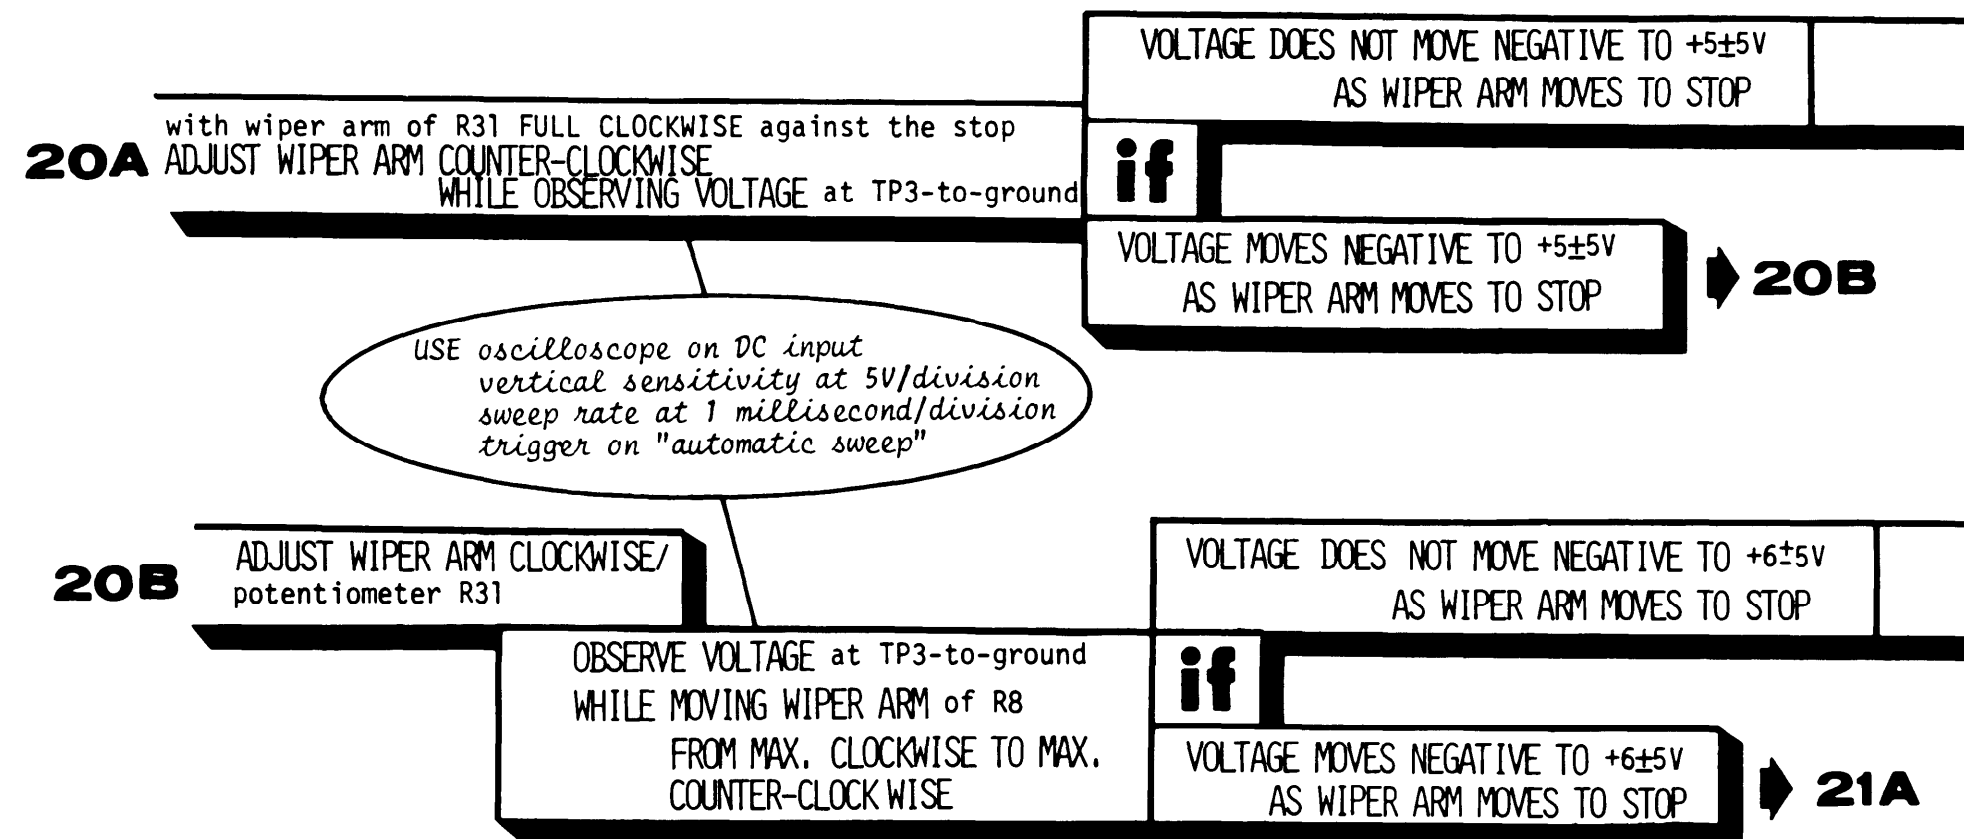 VOLTAGE DOES NOT MOVE NEGATIVE TO +5±5V
AS WIPER ARM MOVES TO STOP
20A
with wiper arm of R31 FULL CLOCKWISE against the stop
ADJUST WIPER ARM COUNTER-CLOCKWISE
WHILE OBSERVING VOLTAGE at TP3-to-ground
if
VOLTAGE MOVES NEGATIVE TO +5±5V
AS WIPER ARM MOVES TO STOP
20B
USE oscilloscope on DC input
vertical sensitivity at 5V/division
sweep rate at 1 millisecond/division
trigger on "automatic sweep"
20B
ADJUST WIPER ARM CLOCKWISE/
potentiometer R31
OBSERVE VOLTAGE at TP3-to-ground
WHILE MOVING WIPER ARM of R8
FROM MAX. CLOCKWISE TO MAX.
COUNTER-CLOCK WISE
VOLTAGE DOES NOT MOVE NEGATIVE TO +6±5V
AS WIPER ARM MOVES TO STOP
if
VOLTAGE MOVES NEGATIVE TO +6±5V
AS WIPER ARM MOVES TO STOP
21A